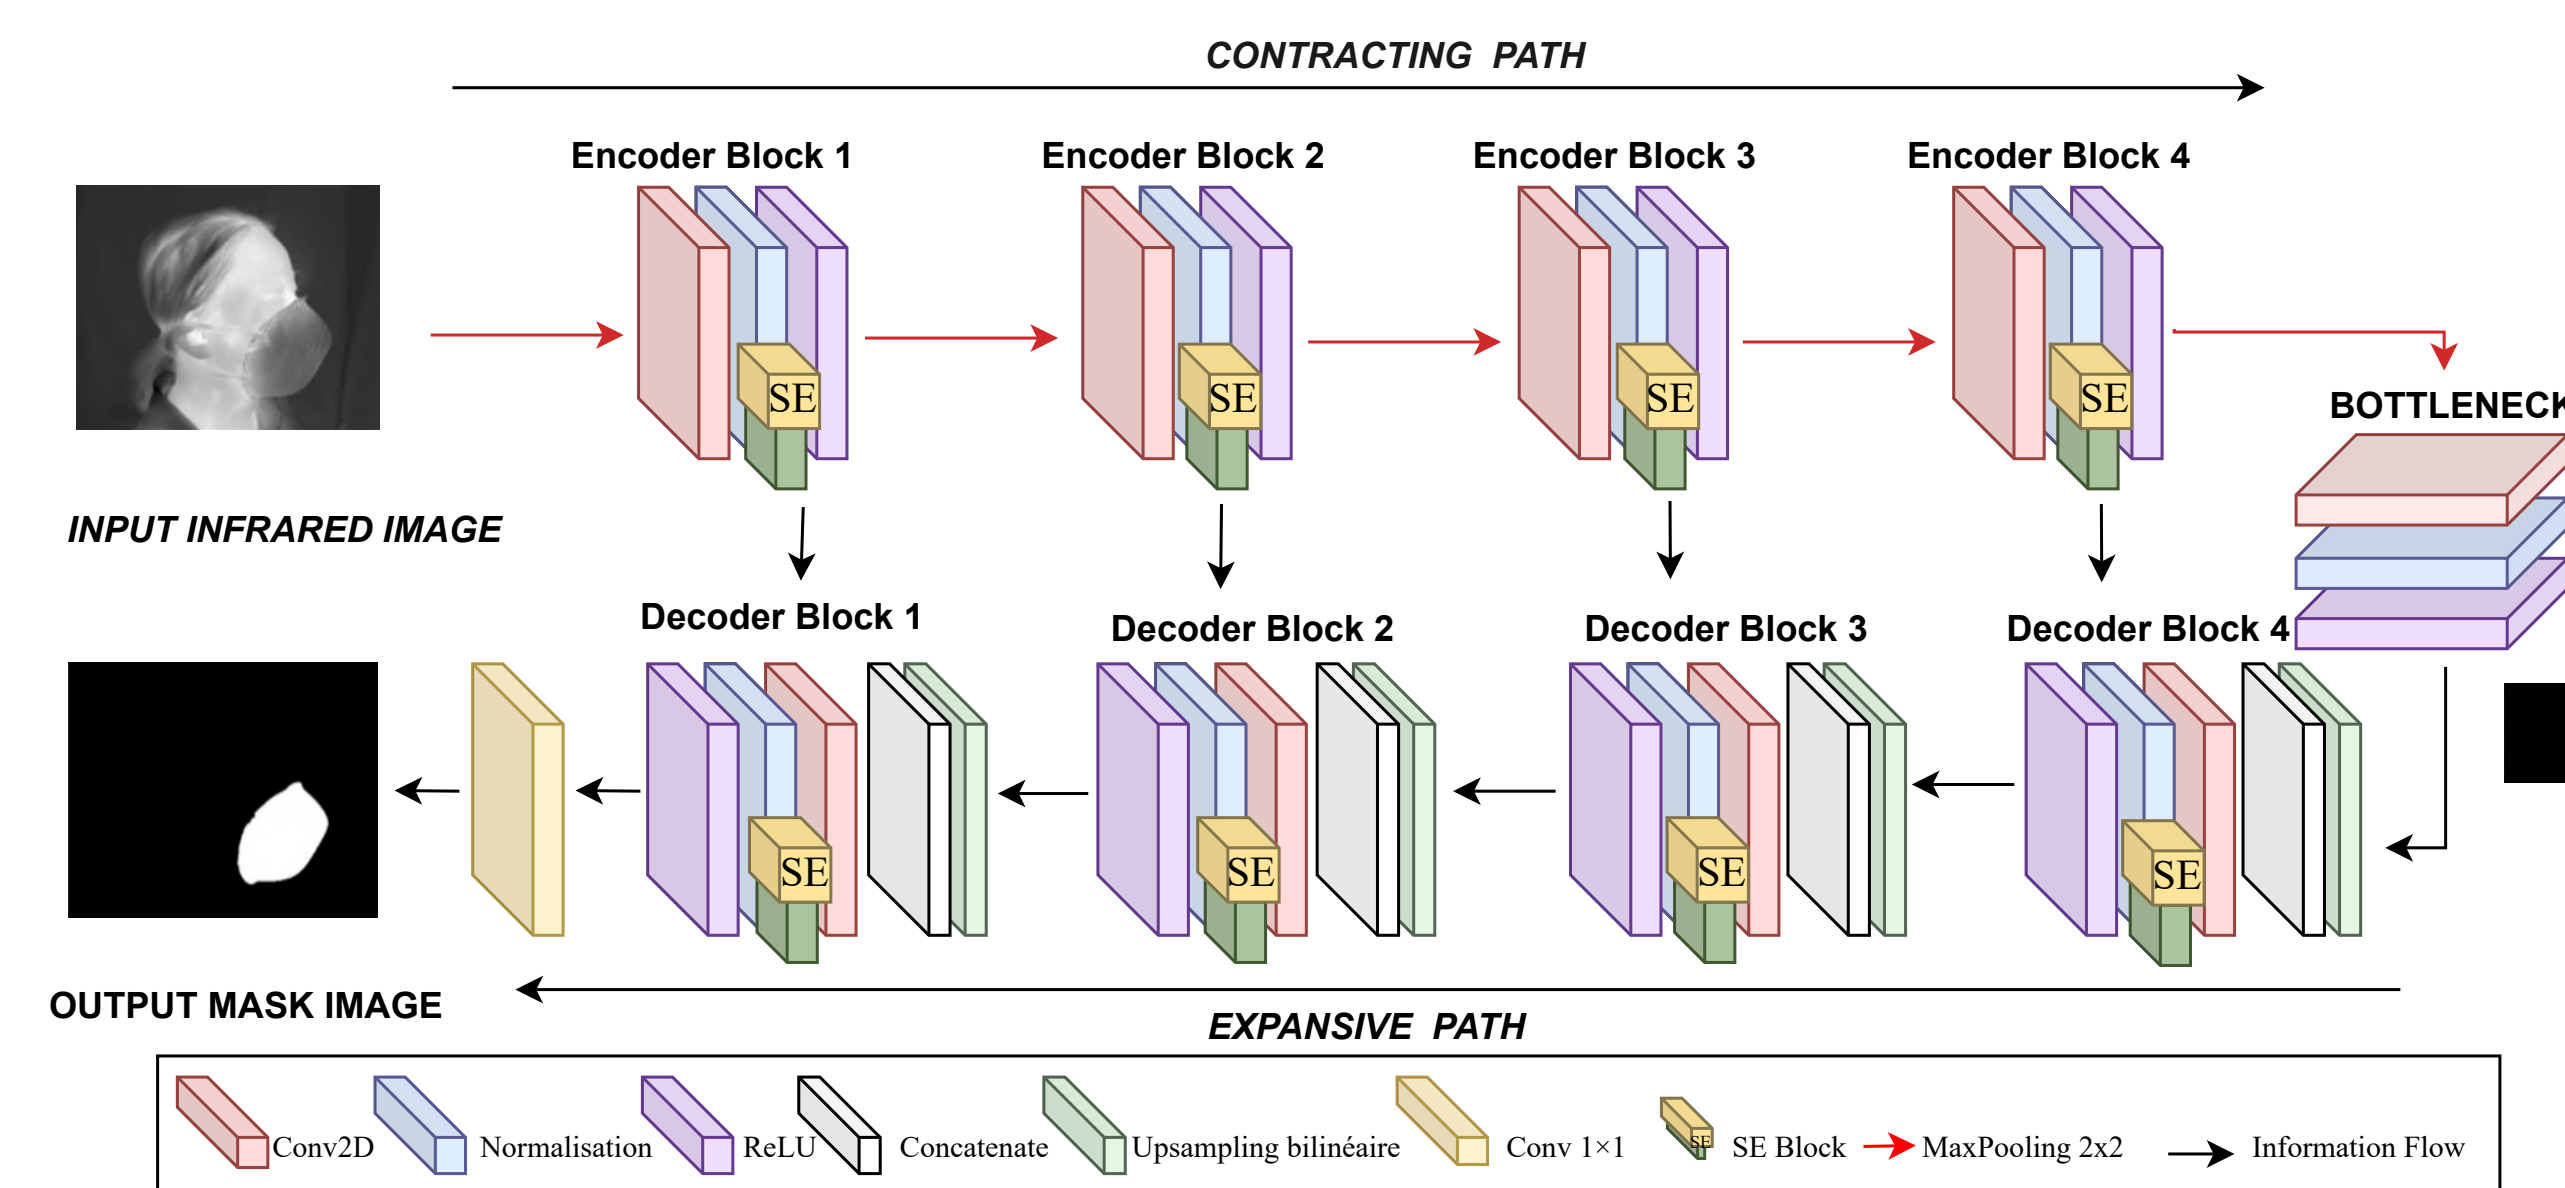 CONTRACTING PATH
Encoder Block 1
Encoder Block 2
Encoder Block 3
Encoder Block 4
SE
SE
SE
SE
BOTTLENECK
INPUT INFRARED IMAGE
Decoder Block 1
Decoder Block 2
Decoder Block 3
Decoder Block 4
SE
SE
SE
SE
OUTPUT MASK IMAGE
EXPANSIVE PATH
Conv2D
Normalisation
ReLU
Concatenate
Upsampling bilinéaire
Conv 1×1
SE
SE Block
MaxPooling 2x2
Information Flow